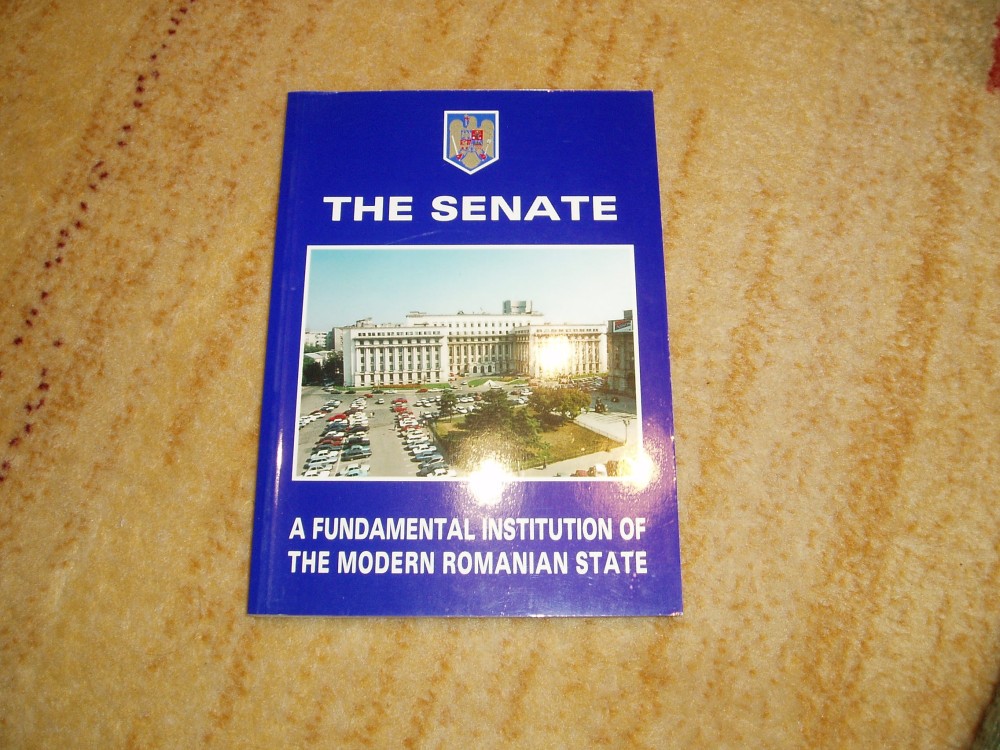 THE SENATE
A FUNDAMENTAL INSTITUTION OF
THE MODERN ROMANIAN STATE